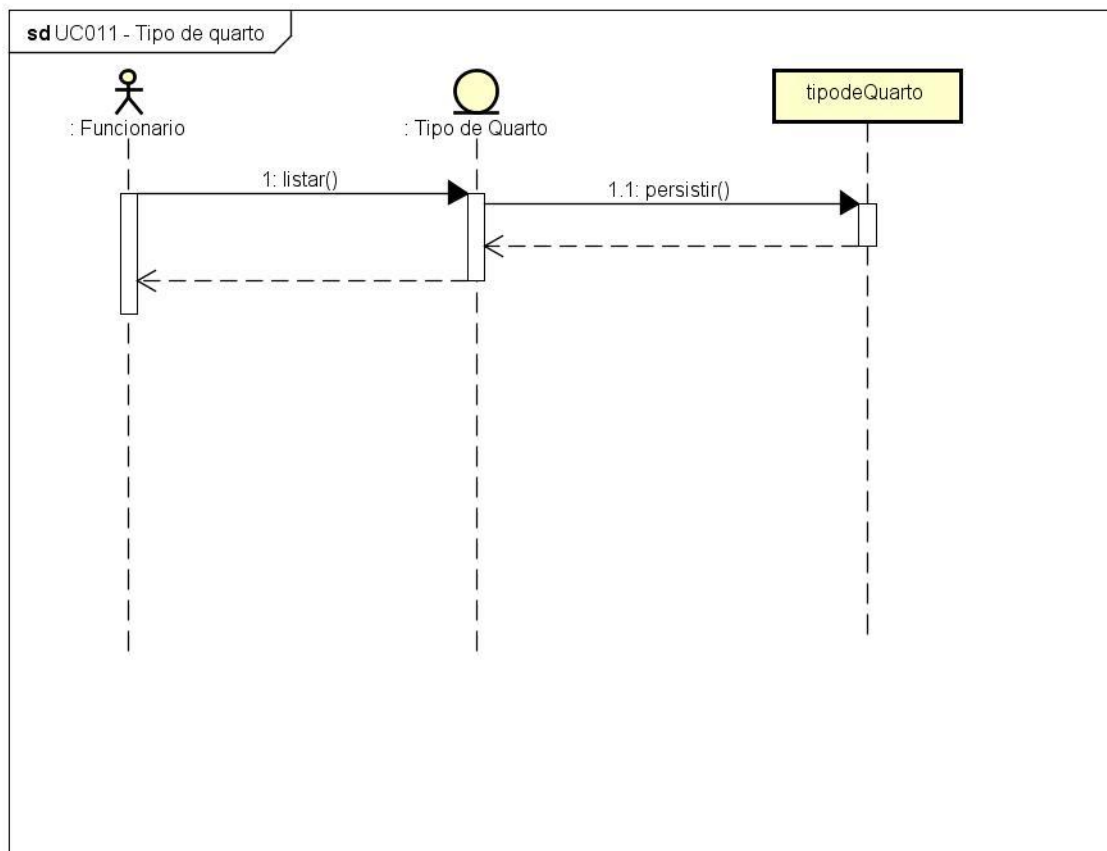 sd UC011 - Tipo de quarto
: Funcionario
: Tipo de Quarto
tipodeQuarto
1: listar()
1.1: persistir()